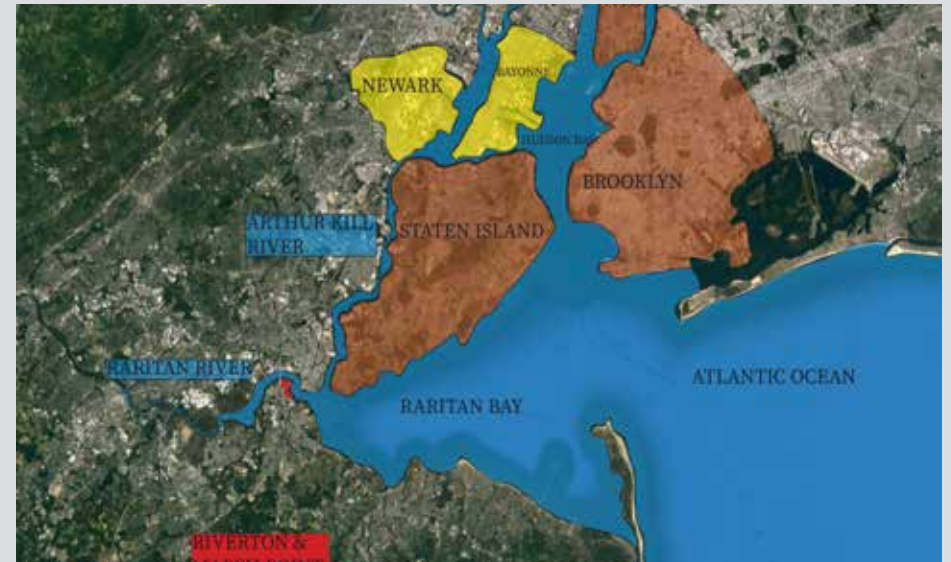 NEWARK
BAYONNE
HUDSON BAY
BROOKLYN
ARTHUR KILL
RIVER
STATEN ISLAND
RARITAN RIVER
ATLANTIC OCEAN
RARITAN BAY
RIVERTON &